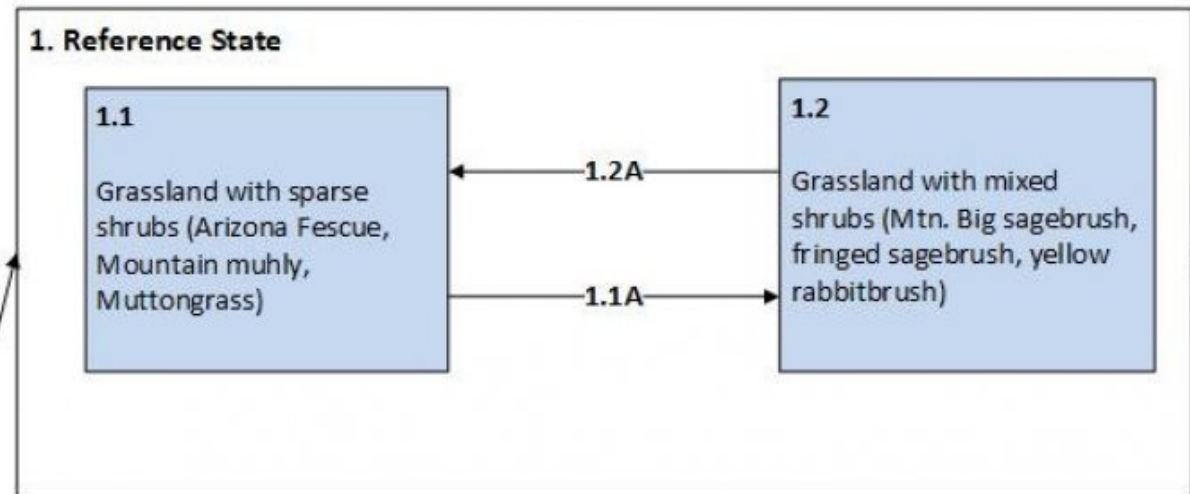 1. Reference State
1.1
Grassland with sparse
shrubs (Arizona Fescue,
Mountain muhly,
Muttongrass)
1.2A
1.1A
1.2
Grassland with mixed
shrubs (Mtn. Big sagebrush,
fringed sagebrush, yellow
rabbitbrush)